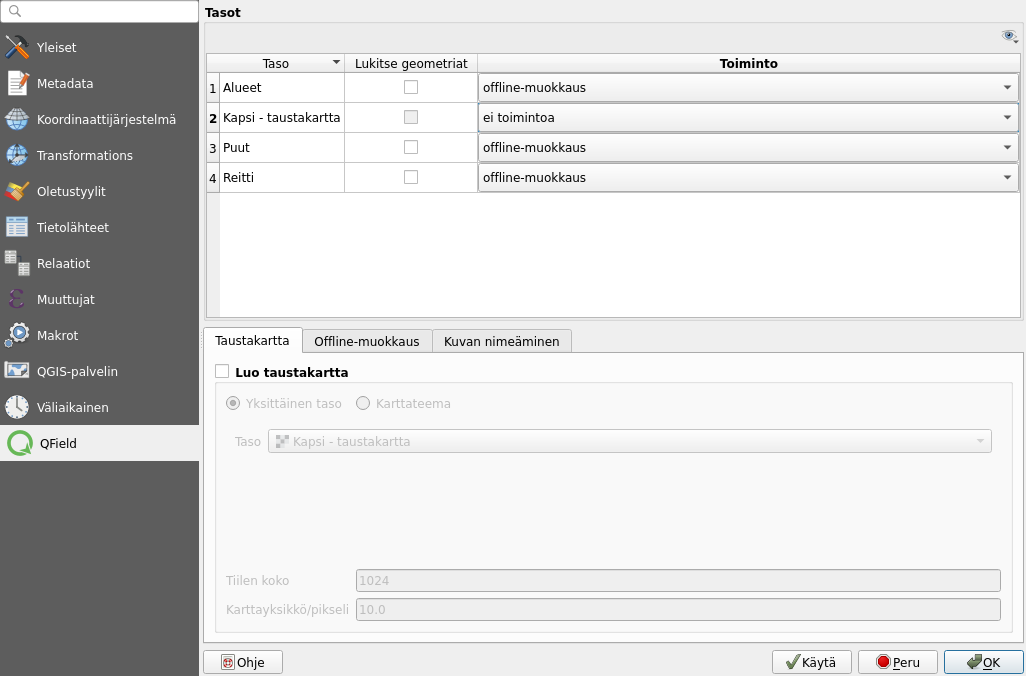 Yleiset
Metadata
Koordinaattijärjestelmä
Transformations
Oletustyylit
Tietolähteet
Relaatiot
Muuttujat
Makrot
QGIS-palvelin
Väliaikainen
QField
Tasot
Taso Lukitse geometriat Toiminto
1 Alueet offline-muokkaus
2 Kapsi - taustakartta ei toimintoa
3 Puut offline-muokkaus
4 Reitti offline-muokkaus
Taustakartta Offline-muokkaus Kuvan nimeäminen
Luo taustakartta
Yksittäinen taso Karttateema
Taso Kapsi - taustakartta
Tiilen koko 1024
Karttayksikkö/pikseli 10.0
Ohje Käytä Peru OK